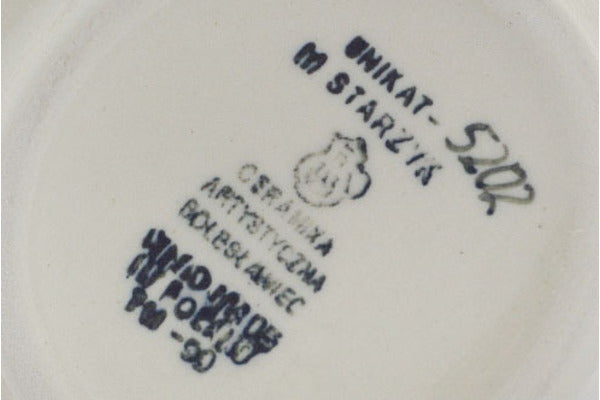 UNIKAT-5202
M STARZYK
CERAMIKA
ARTYSTYCZNA
BOLESŁAWIEC
HAND MADE
IN POLAND